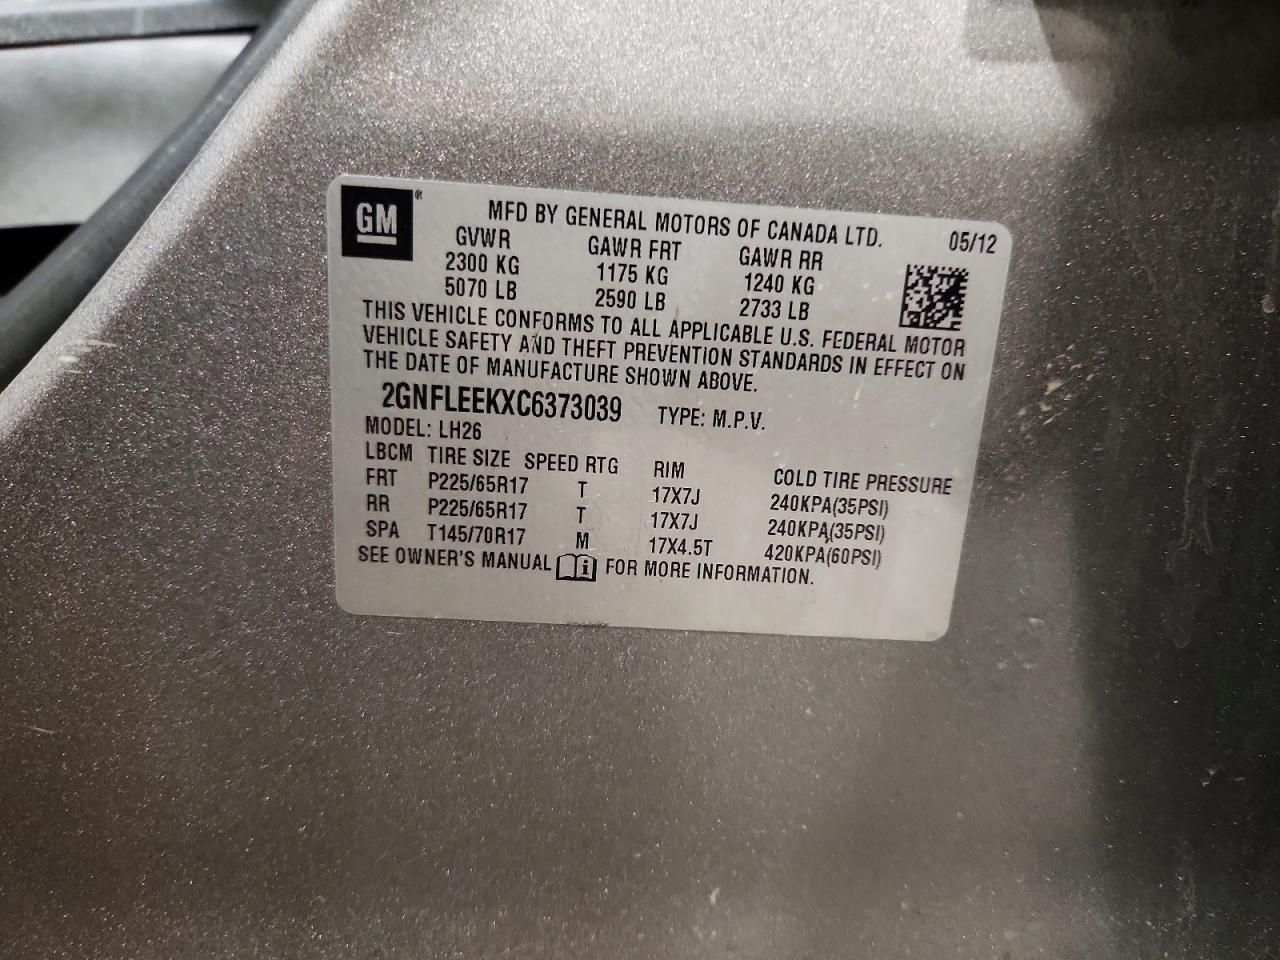 GM®
MFD BY GENERAL MOTORS OF CANADA LTD. 05/12
GVWR GAWR FRT GAWR RR
2300 KG 1175 KG 1240 KG
5070 LB 2590 LB 2733 LB
THIS VEHICLE CONFORMS TO ALL APPLICABLE U.S. FEDERAL MOTOR
VEHICLE SAFETY AND THEFT PREVENTION STANDARDS IN EFFECT ON
THE DATE OF MANUFACTURE SHOWN ABOVE.
2GNFLEEKXC6373039 TYPE: M.P.V.
MODEL: LH26
LBCM TIRE SIZE SPEED RTG RIM COLD TIRE PRESSURE
FRT P225/65R17 T 17X7J 240KPA(35PSI)
RR P225/65R17 T 17X7J 240KPA(35PSI)
SPA T145/70R17 M 17X4.5T 420KPA(60PSI)
SEE OWNER'S MANUAL i FOR MORE INFORMATION.